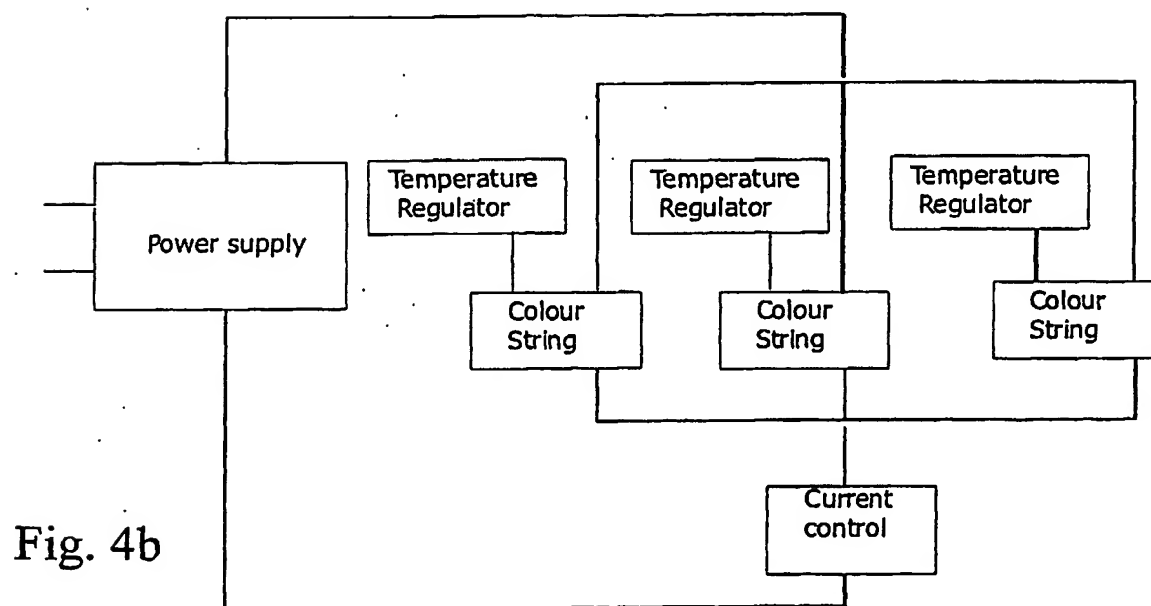 Temperature
Regulator
Temperature
Regulator
Temperature
Regulator
Power supply
Colour
String
Colour
String
Colour
String
Current
control
Fig. 4b